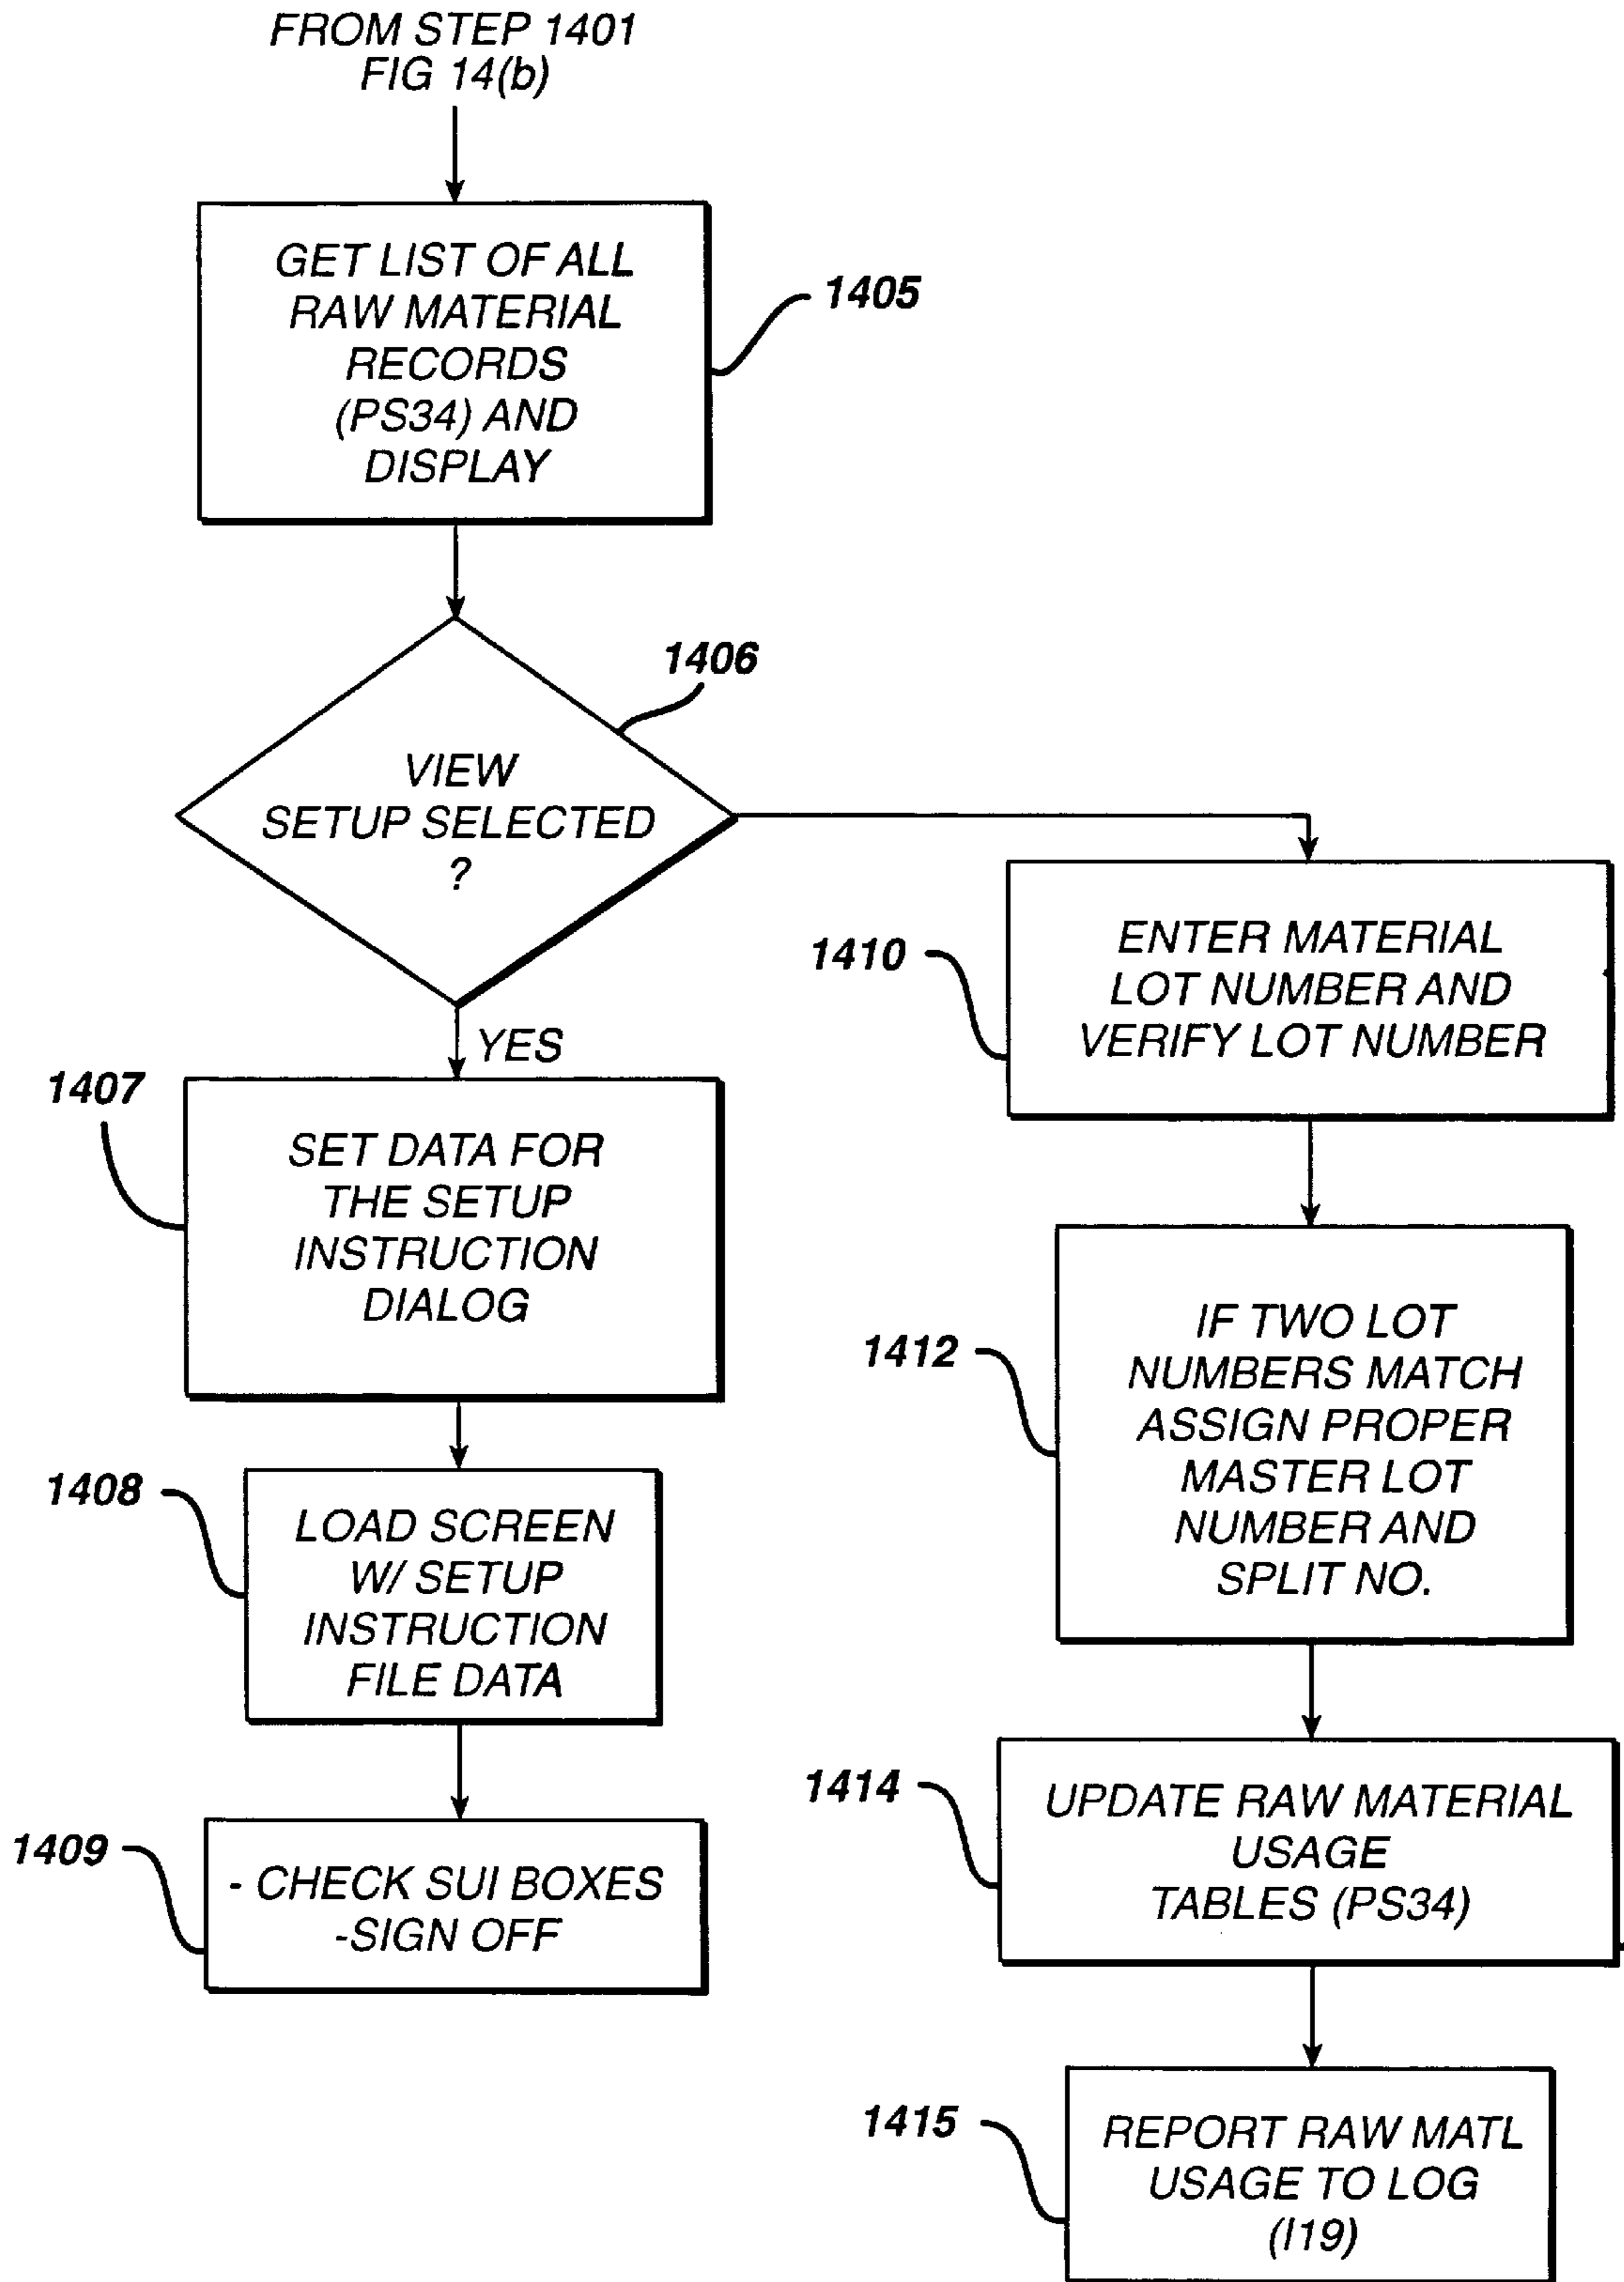 FROM STEP 1401
FIG 14(b)
GET LIST OF ALL
RAW MATERIAL
RECORDS
(PS34) AND
DISPLAY
1405
VIEW
SETUP SELECTED
?
1406
YES
1407
SET DATA FOR
THE SETUP
INSTRUCTION
DIALOG
1408
LOAD SCREEN
W/ SETUP
INSTRUCTION
FILE DATA
1409
- CHECK SUI BOXES
-SIGN OFF
1410
ENTER MATERIAL
LOT NUMBER AND
VERIFY LOT NUMBER
1412
IF TWO LOT
NUMBERS MATCH
ASSIGN PROPER
MASTER LOT
NUMBER AND
SPLIT NO.
1414
UPDATE RAW MATERIAL
USAGE
TABLES (PS34)
1415
REPORT RAW MATL
USAGE TO LOG
(I19)